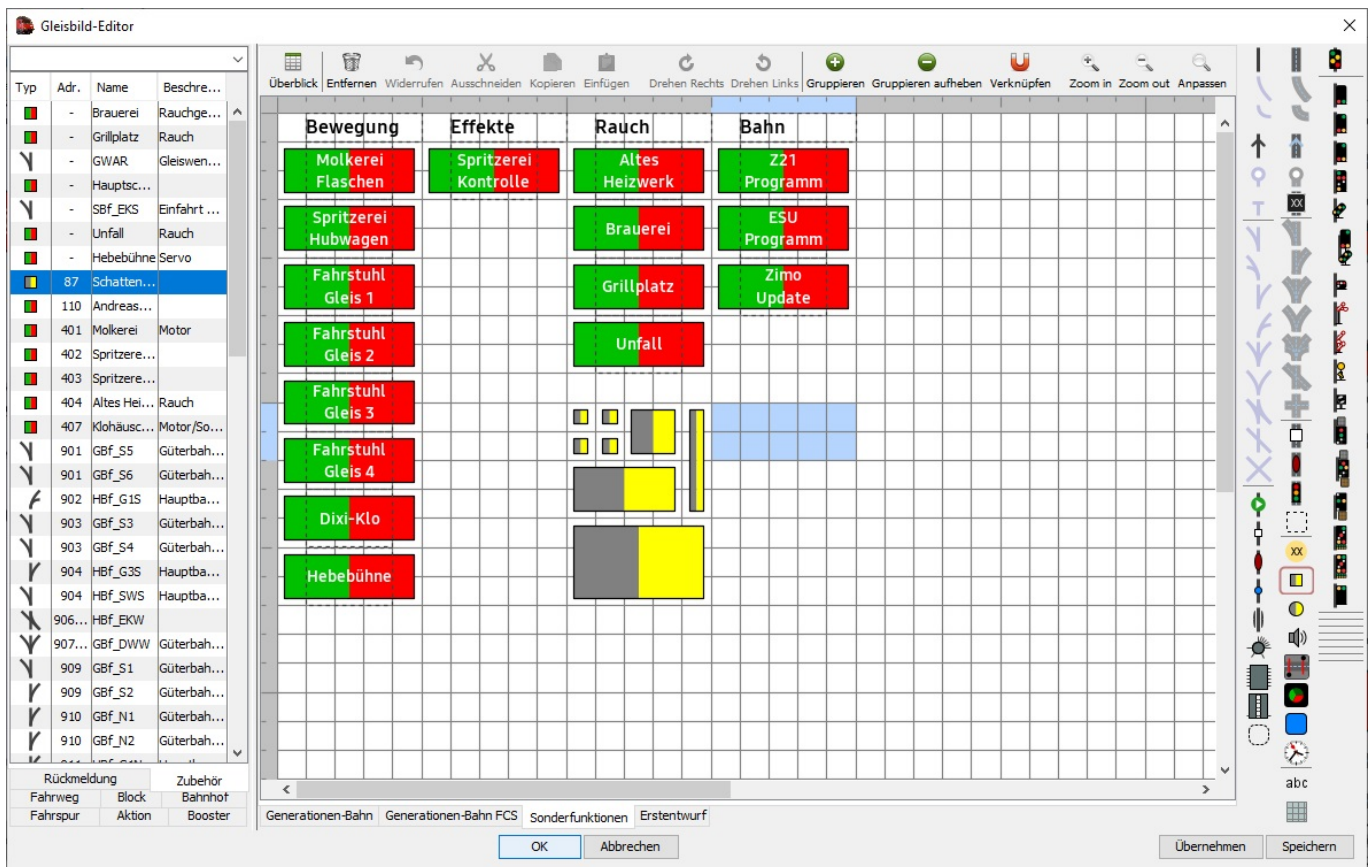 Gleisbild-Editor
Überblick Entfernen Widerrufen Ausschneiden Kopieren Einfügen Drehen Rechts Drehen Links Gruppieren Gruppieren aufheben Verknüpfen Zoom in Zoom out Anpassen
Typ Adr. Name Beschre...
- Brauerei Rauchge...
- Grillplatz Rauch
- GWAR Gleiswen...
- Hauptsc...
- SBf_EKS Einfahrt ...
- Unfall Rauch
- Hebebühne Servo
87 Schatten...
110 Andreas...
401 Molkerei Motor
402 Spritzere...
403 Spritzere...
404 Altes Hei... Rauch
407 Klohäusc... Motor/So...
901 GBf_S5 Güterbah...
901 GBf_S6 Güterbah...
902 HBf_G1S Hauptba...
903 GBf_S3 Güterbah...
903 GBf_S4 Güterbah...
904 HBf_G3S Hauptba...
904 HBf_SWS Hauptba...
906... HBf_EKW
907... GBf_DWW Güterbah...
909 GBf_S1 Güterbah...
909 GBf_S2 Güterbah...
910 GBf_N1 Güterbah...
910 GBf_N2 Güterbah...
Rückmeldung Zubehör
Fahrweg Block Bahnhof
Fahrspur Aktion Booster
Bewegung Effekte Rauch Bahn
Molkerei
Flaschen
Spritzerei
Kontrolle
Altes
Heizwerk
Z21
Programm
Spritzerei
Hubwagen
Brauerei
ESU
Programm
Fahrstuhl
Gleis 1
Grillplatz
Zimo
Update
Fahrstuhl
Gleis 2
Unfall
Fahrstuhl
Gleis 3
Fahrstuhl
Gleis 4
Dixi-Klo
Hebebühne
XX
XX
abc
Generationen-Bahn Generationen-Bahn FCS Sonderfunktionen Erstentwurf
OK Abbrechen Übernehmen Speichern